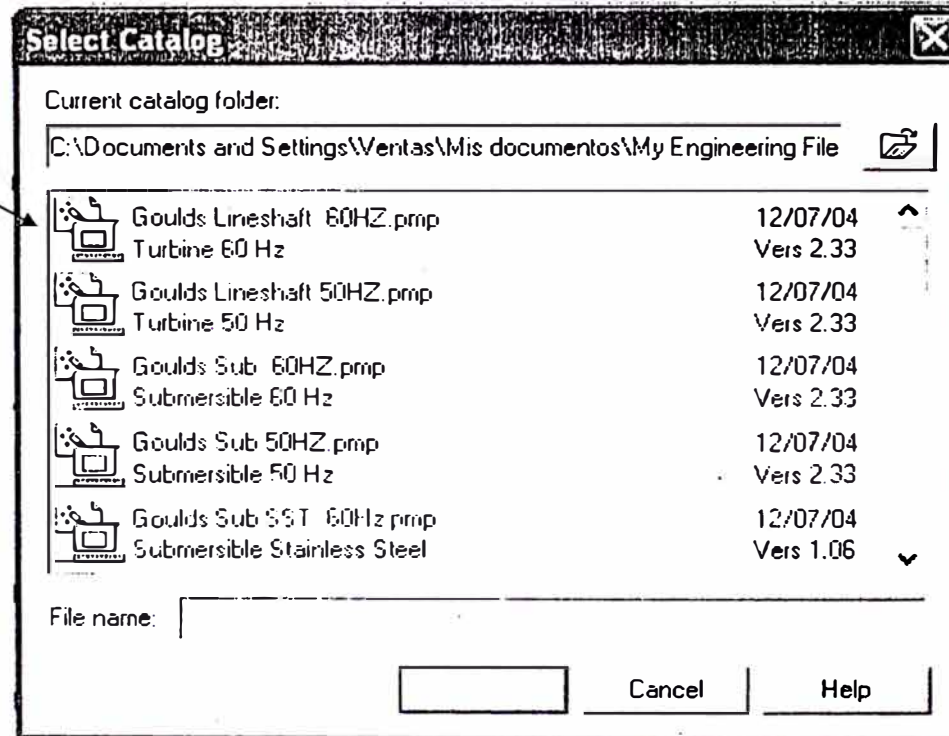 Select Catalog
Current catalog folder:
C:\Documents and Settings\Ventas\Mis documentos\My Engineering File
Goulds Lineshaft 60HZ.pmp 12/07/04
Turbine 60 Hz Vers 2.33
Goulds Lineshaft 50HZ.pmp 12/07/04
Turbine 50 Hz Vers 2.33
Goulds Sub 60HZ.pmp 12/07/04
Submersible 60 Hz Vers 2.33
Goulds Sub 50HZ.pmp 12/07/04
Submersible 50 Hz Vers 2.33
Goulds Sub SST 60Hz.pmp 12/07/04
Submersible Stainless Steel Vers 1.06
File name:
Cancel Help